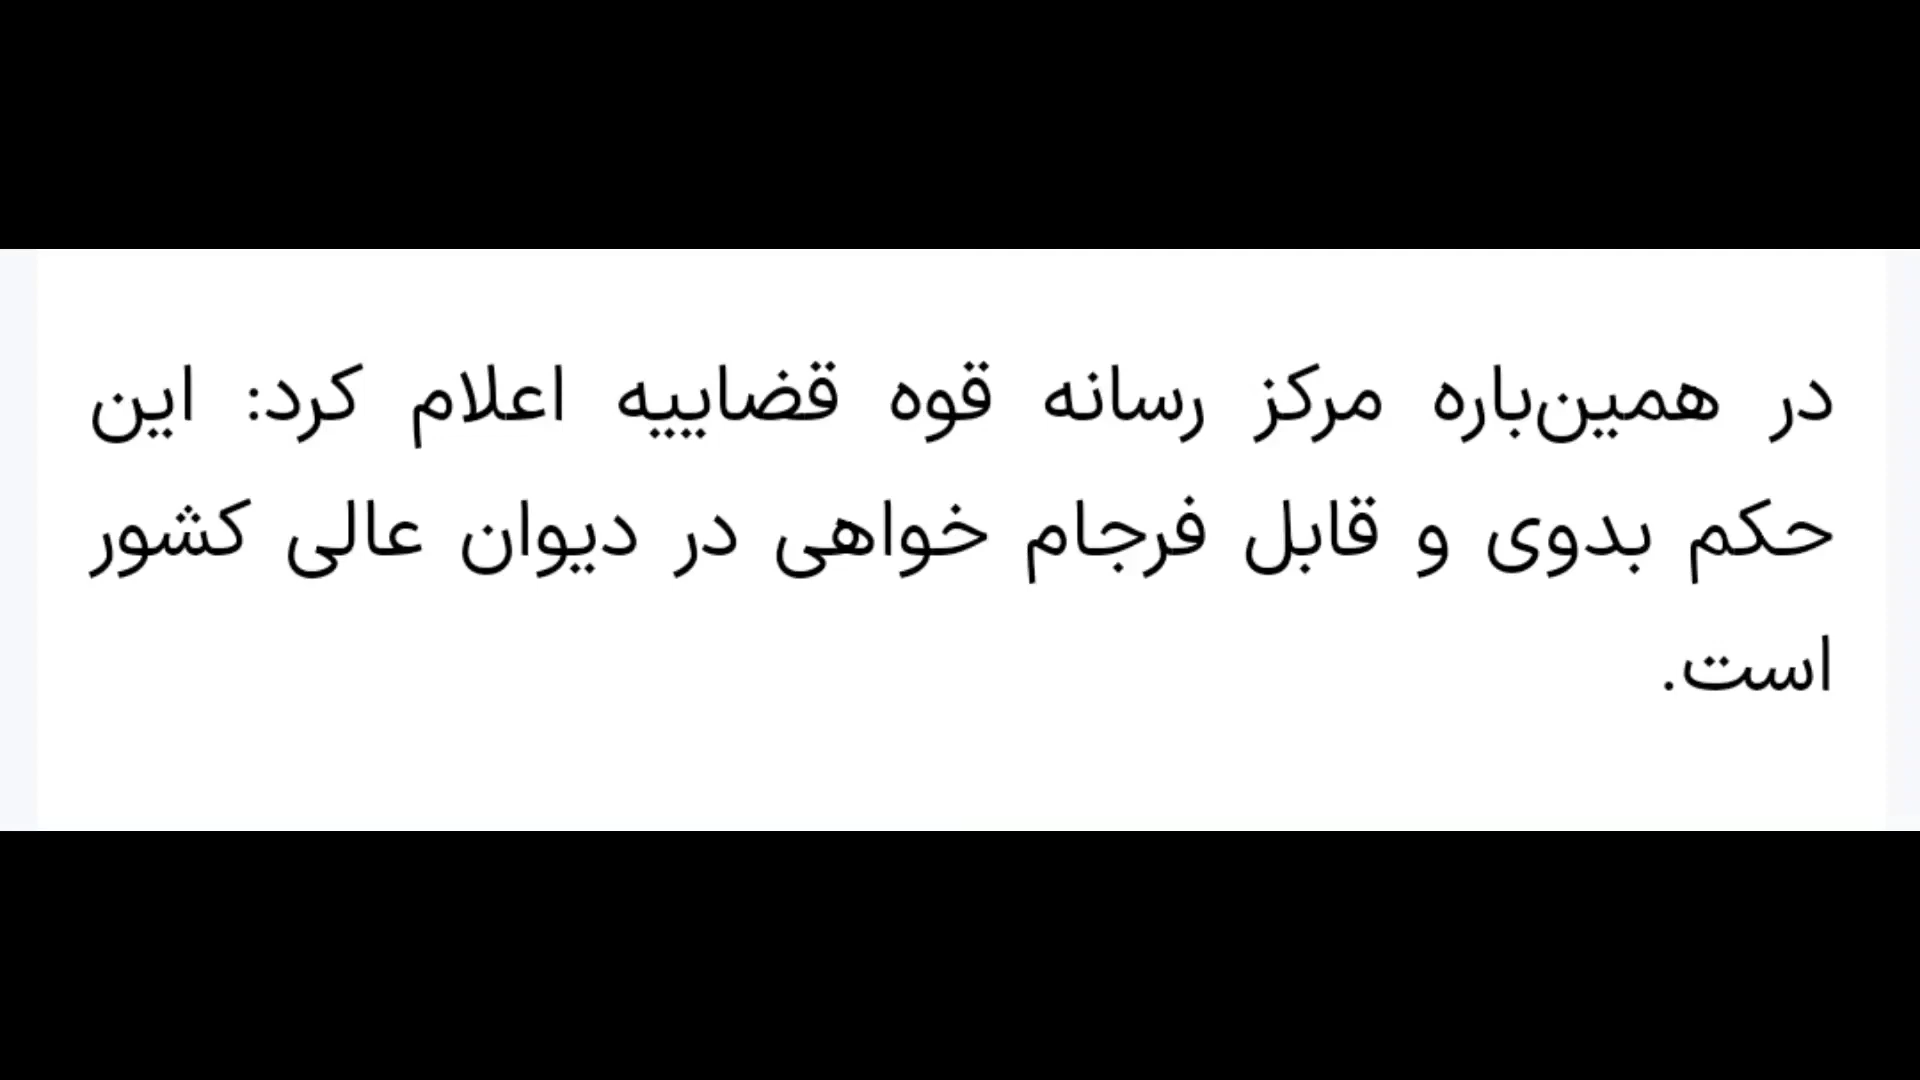 در همین‌باره مرکز رسانه قوه قضاییه اعلام کرد: این
حکم بدوی و قابل فرجام خواهی در دیوان عالی کشور
است.